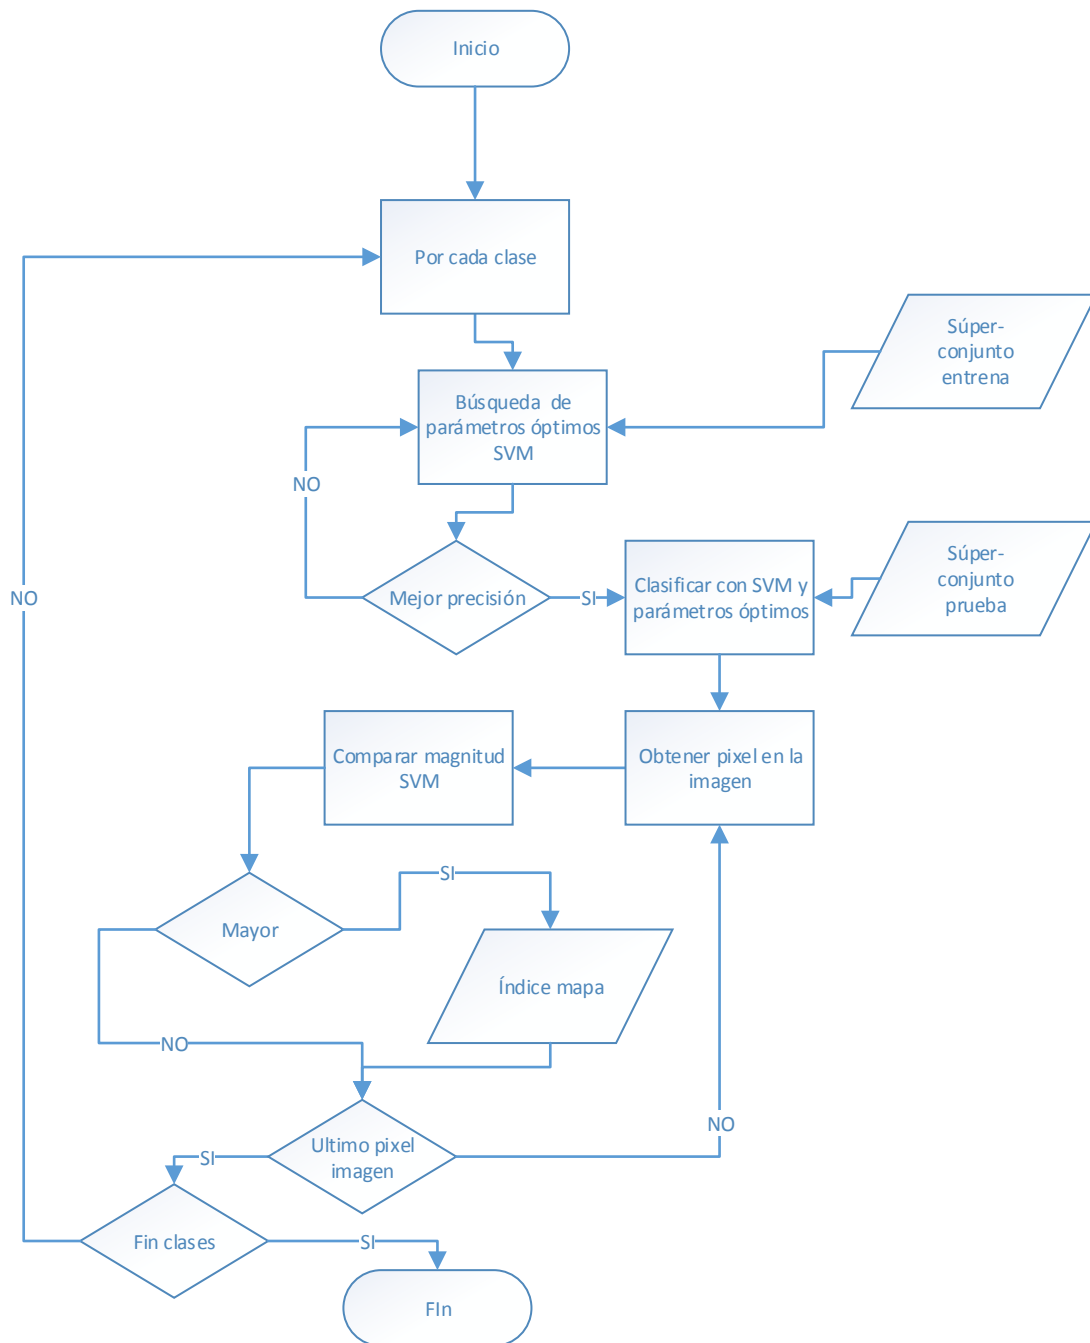 Inicio
Por cada clase
Súper-
conjunto
entrena
Búsqueda de
parámetros óptimos
SVM
NO
Mejor precisión
SI
Clasificar con SVM y
parámetros óptimos
Súper-
conjunto
prueba
NO
Comparar magnitud
SVM
Obtener pixel en la
imagen
SI
Mayor
Índice mapa
NO
NO
Ultimo pixel
imagen
SI
Fin clases
SI
FIn